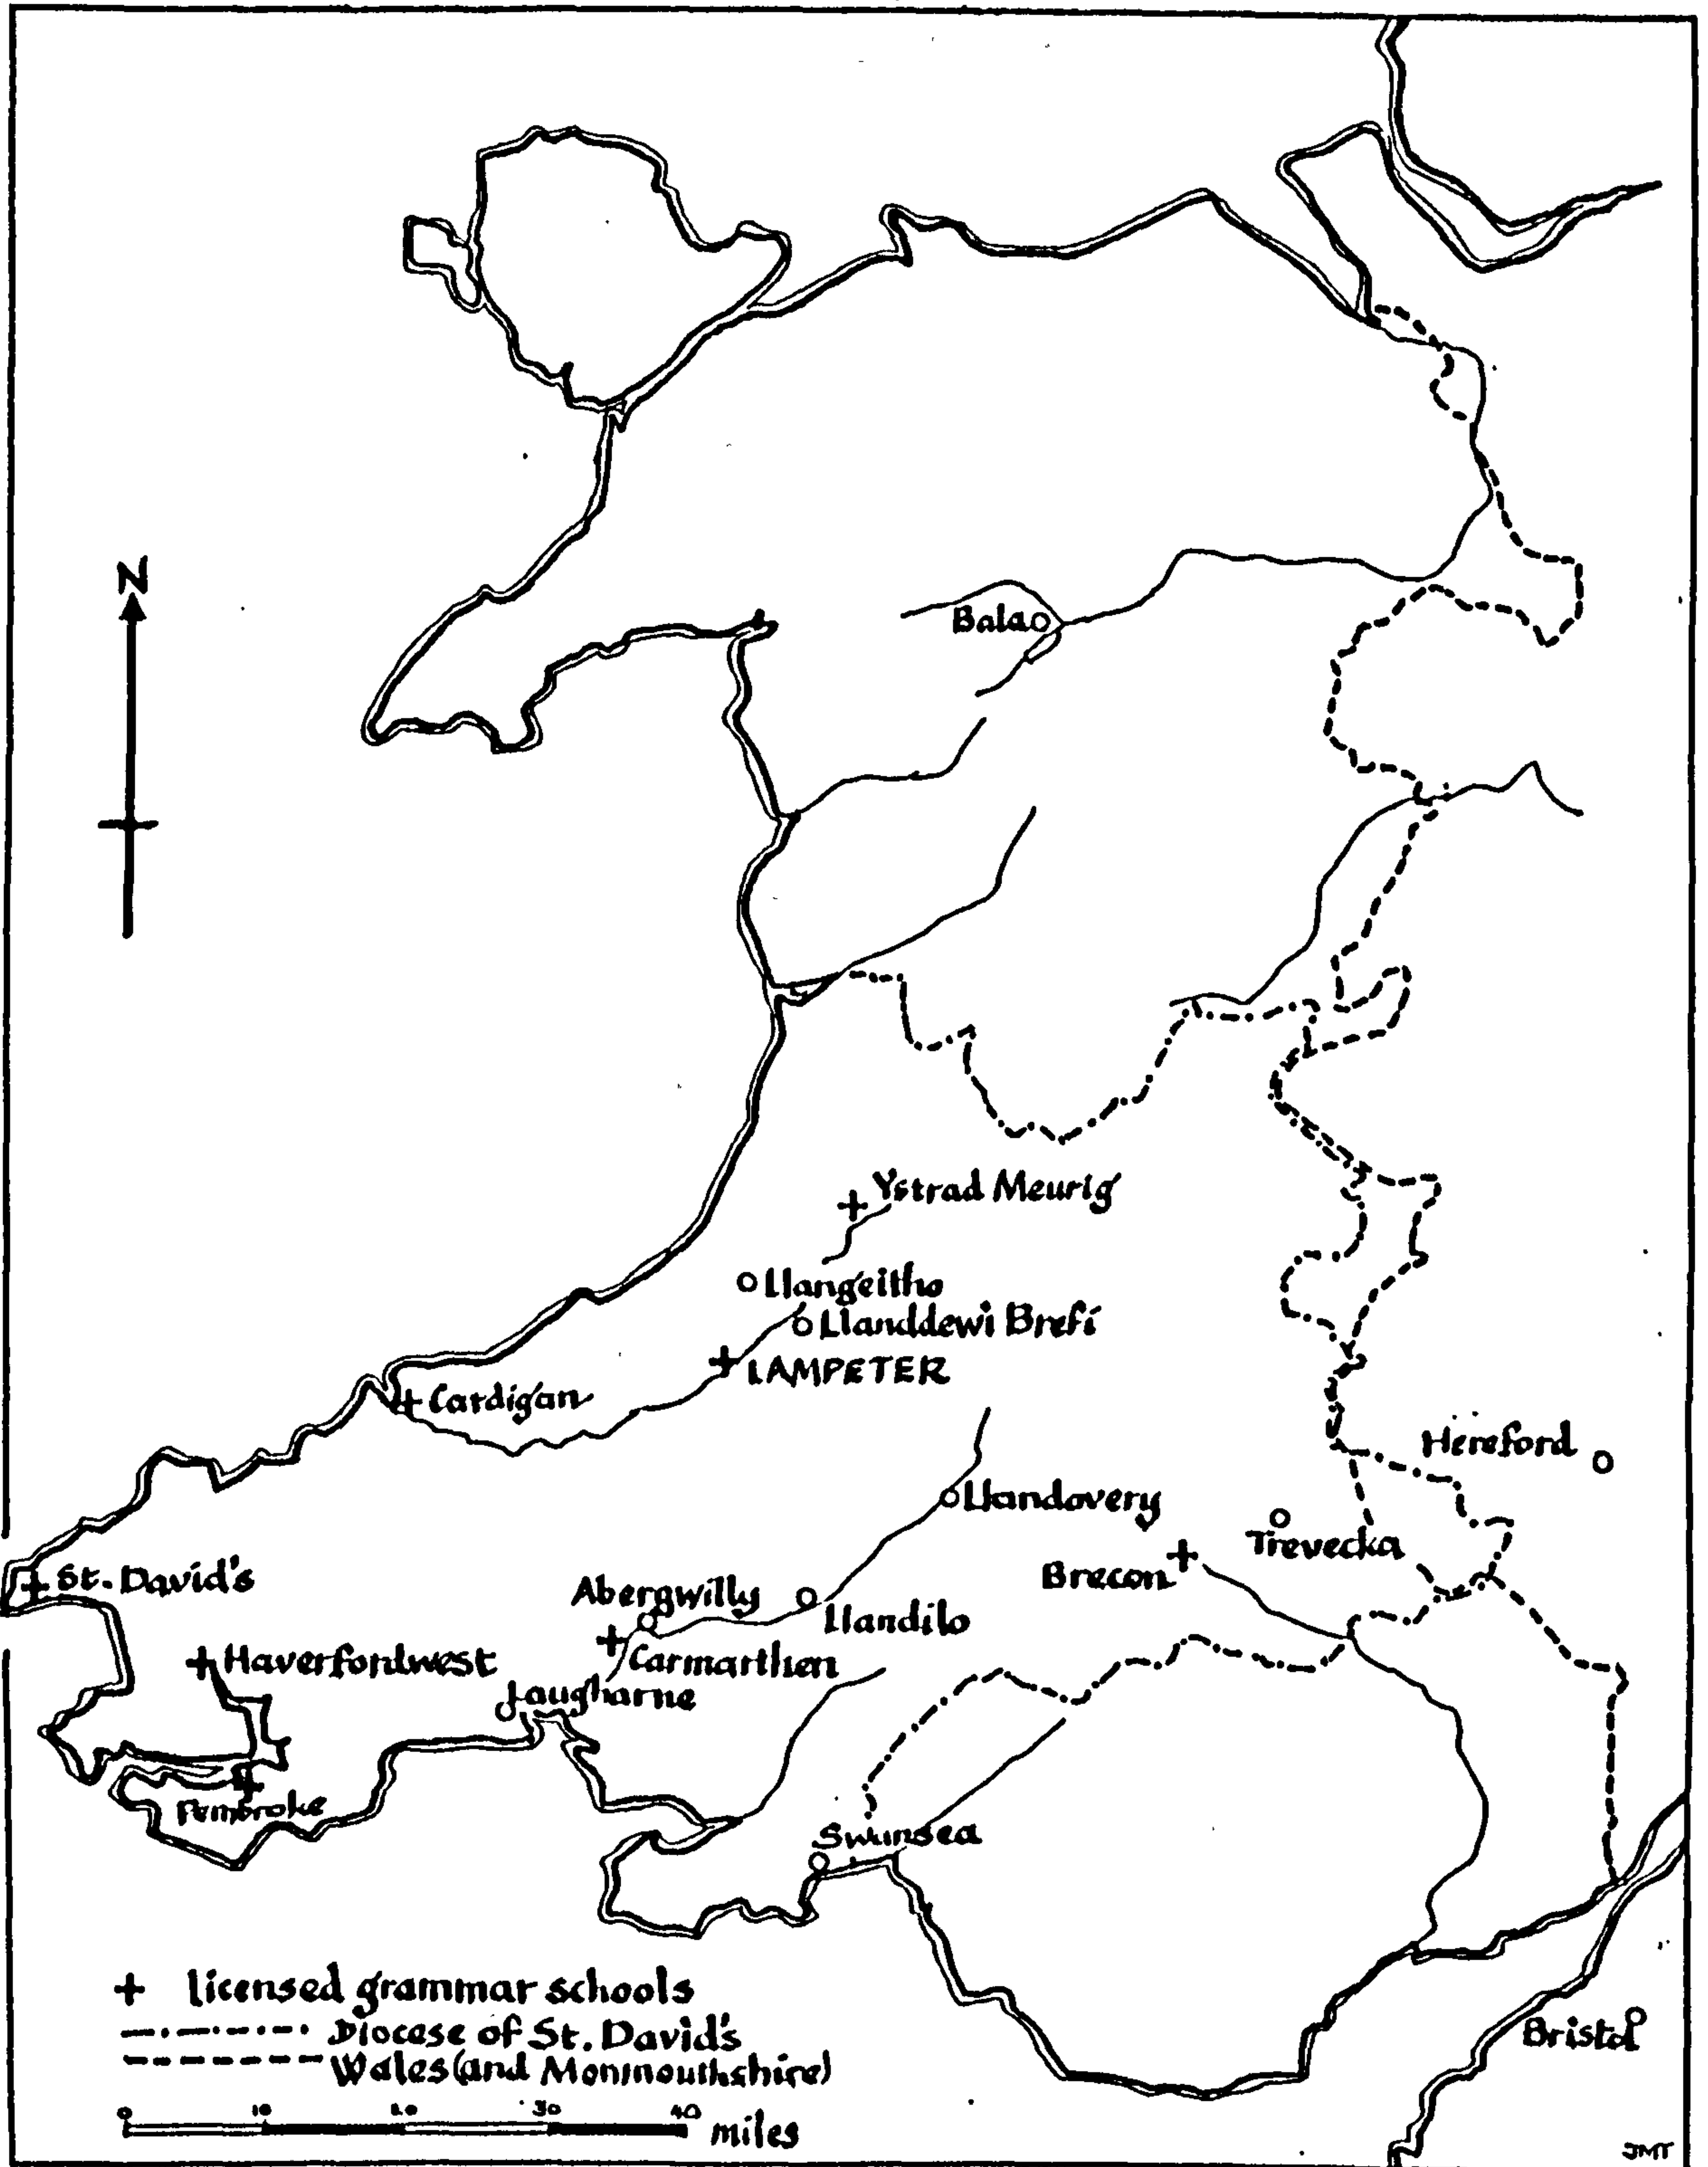 N
Bala
Ystrad Meurig
Llangeitho
Llanddewi Brefi
LAMPETER
Cardigan
Hereford
Llandovery
Trevecka
Brecon
St. David's
Abergwilly
Llandilo
Haverfordwest
Carmarthen
Laugharne
Pembroke
Swansea
+ licensed grammar schools
Diocese of St. David's
Wales (and Monmouthshire)
Bristol
0 10 20 30 40
miles
JMT